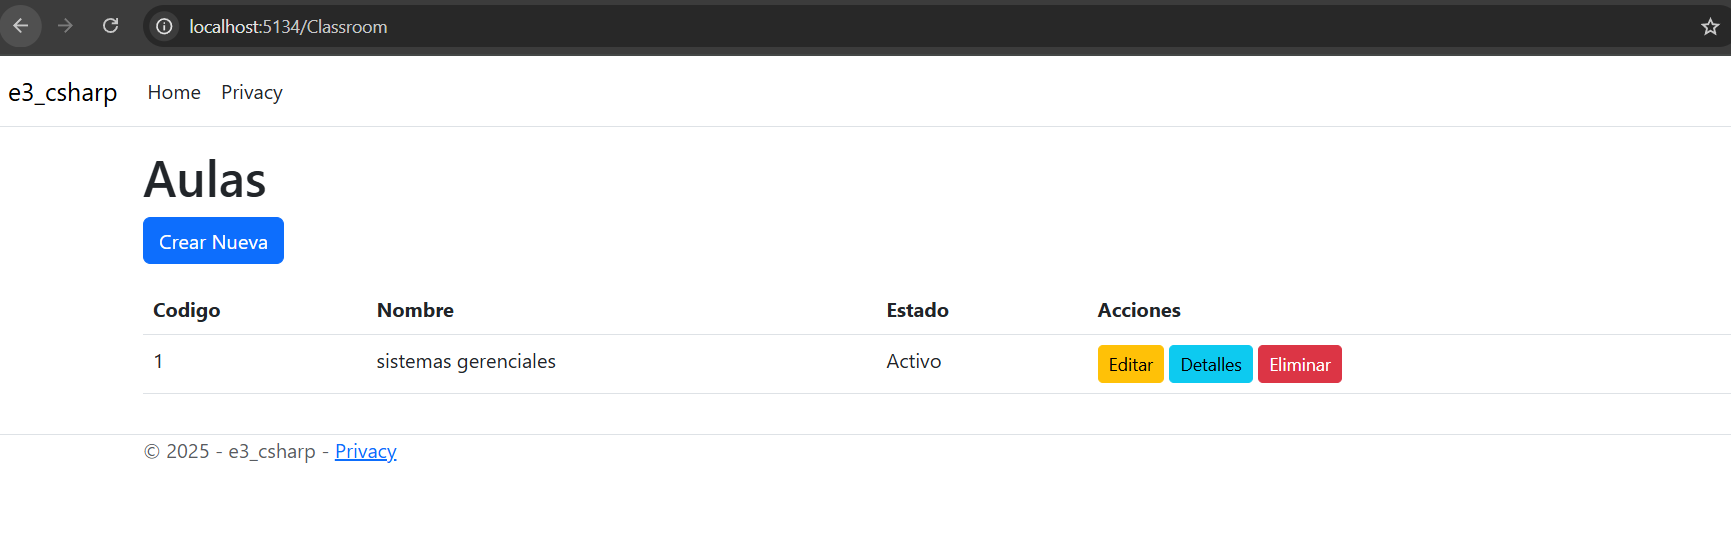 localhost:5134/Classroom
e3_csharp Home Privacy
Aulas
Crear Nueva
Codigo Nombre Estado Acciones
1 sistemas gerenciales Activo Editar Detalles Eliminar
© 2025 - e3_csharp - Privacy